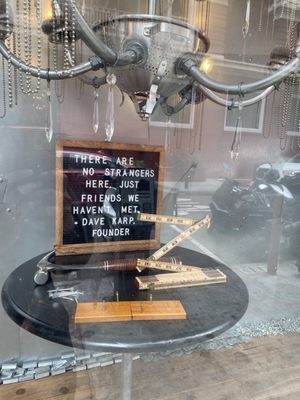 THERE ARE
NO STRANGERS
HERE, JUST
FRIENDS WE
HAVEN'T MET.
- DAVE KARP,
FOUNDER